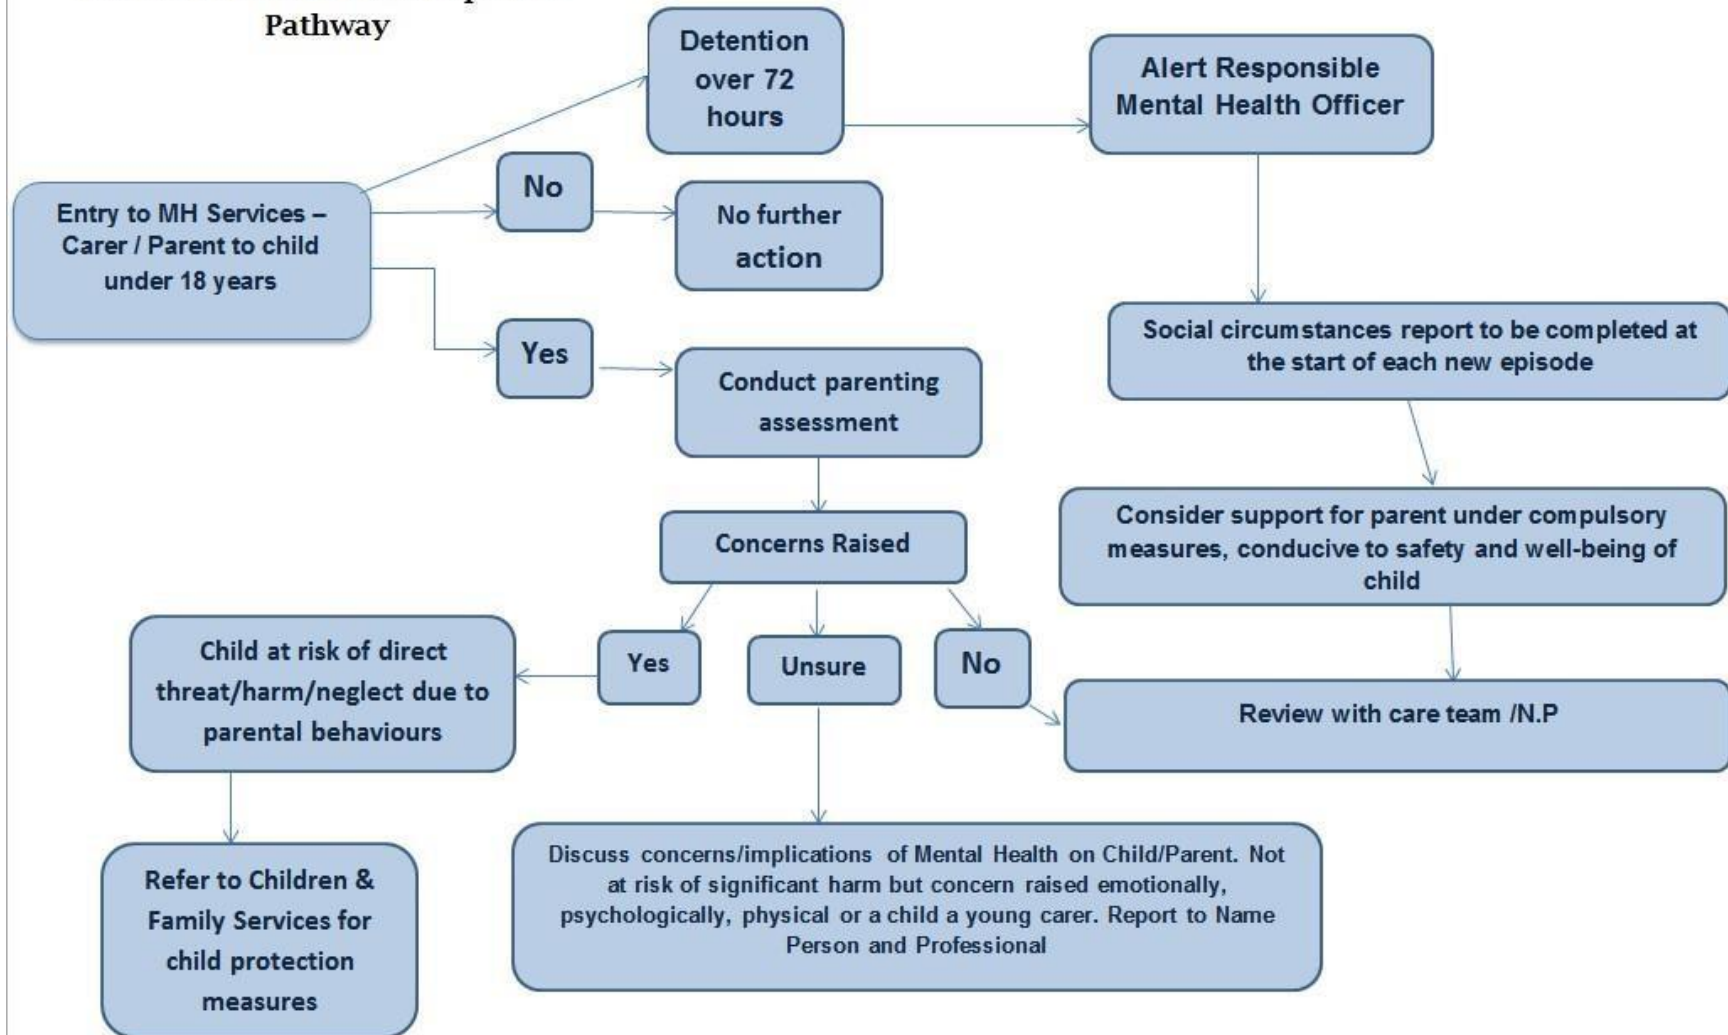 Pathway
Detention
over 72
hours
Alert Responsible
Mental Health Officer
Entry to MH Services –
Carer / Parent to child
under 18 years
No
No further
action
Yes
Conduct parenting
assessment
Social circumstances report to be completed at
the start of each new episode
Concerns Raised
Consider support for parent under compulsory
measures, conducive to safety and well-being of
child
Yes
Unsure
No
Child at risk of direct
threat/harm/neglect due to
parental behaviours
Review with care team /N.P
Refer to Children &
Family Services for
child protection
measures
Discuss concerns/implications of Mental Health on Child/Parent. Not
at risk of significant harm but concern raised emotionally,
psychologically, physical or a child a young carer. Report to Name
Person and Professional